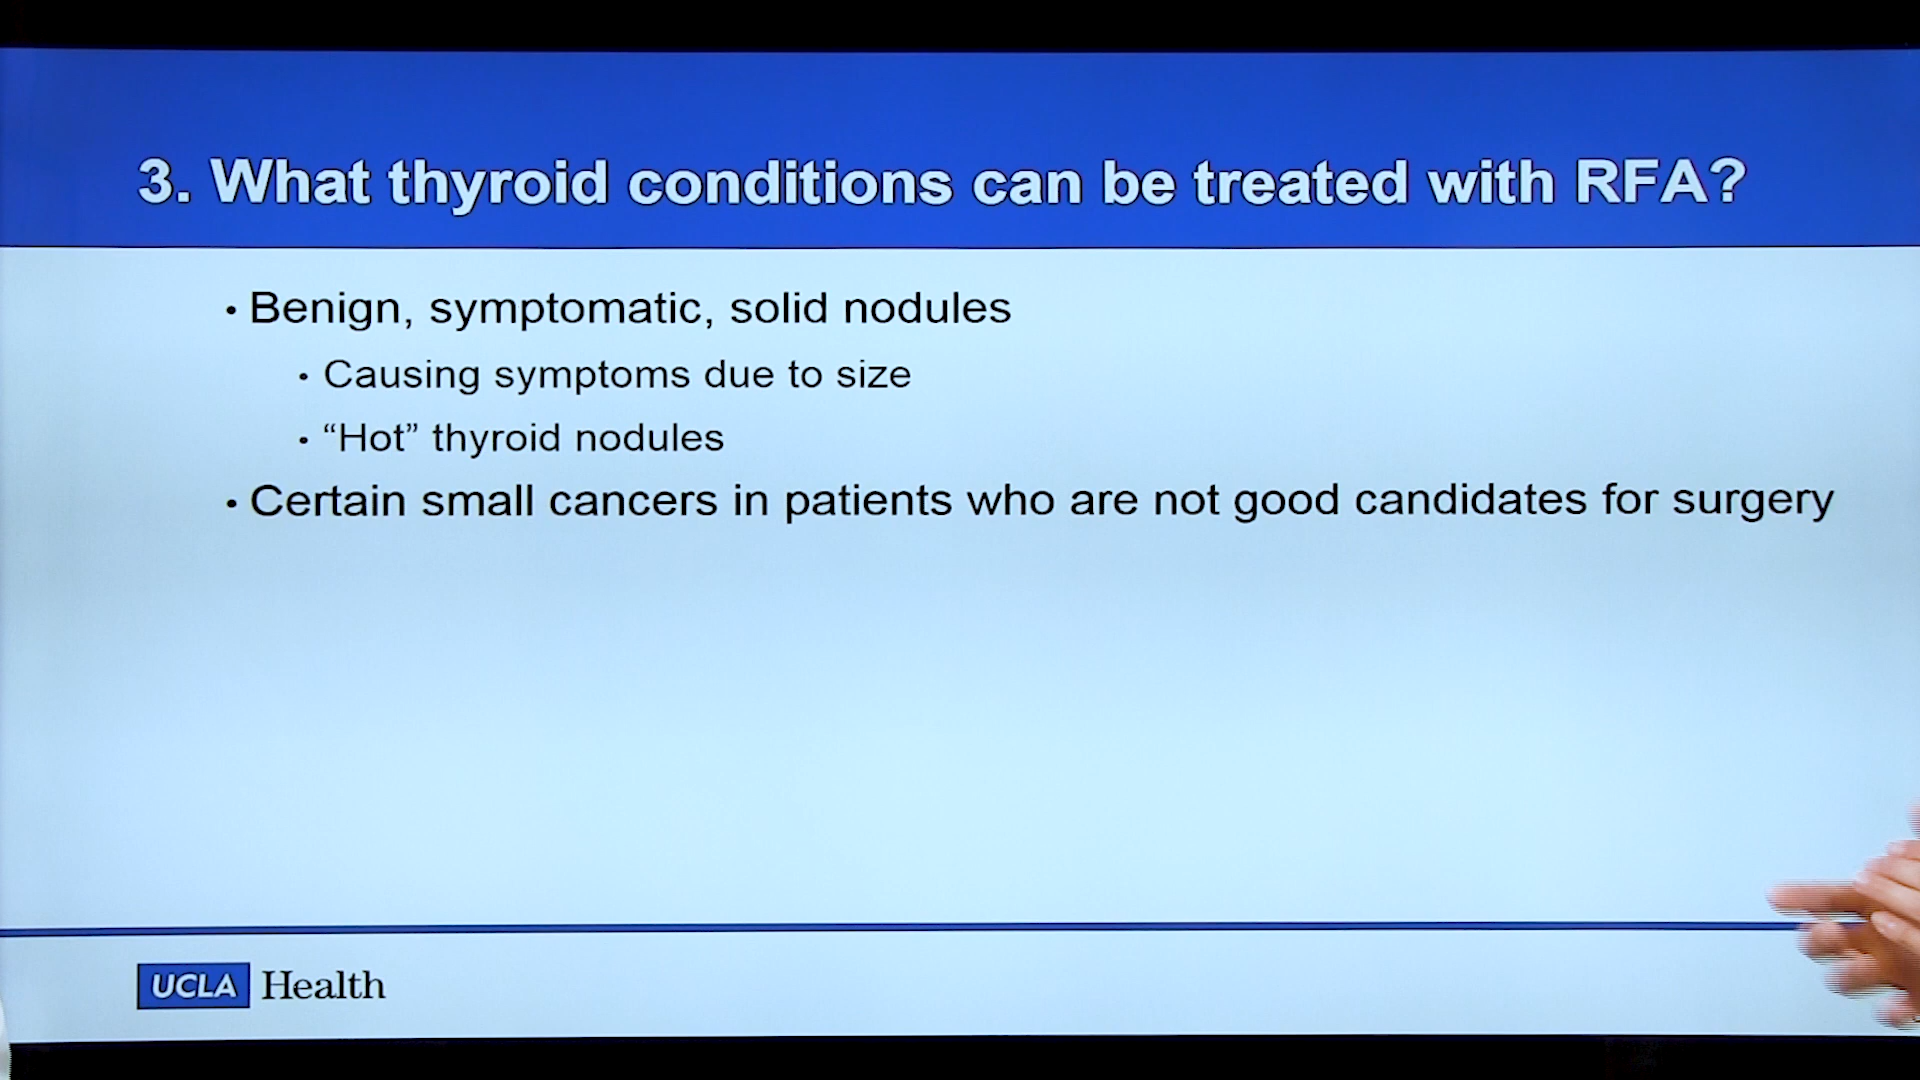 3. What thyroid conditions can be treated with RFA?
• Benign, symptomatic, solid nodules
• Causing symptoms due to size
• “Hot” thyroid nodules
• Certain small cancers in patients who are not good candidates for surgery
UCLA Health